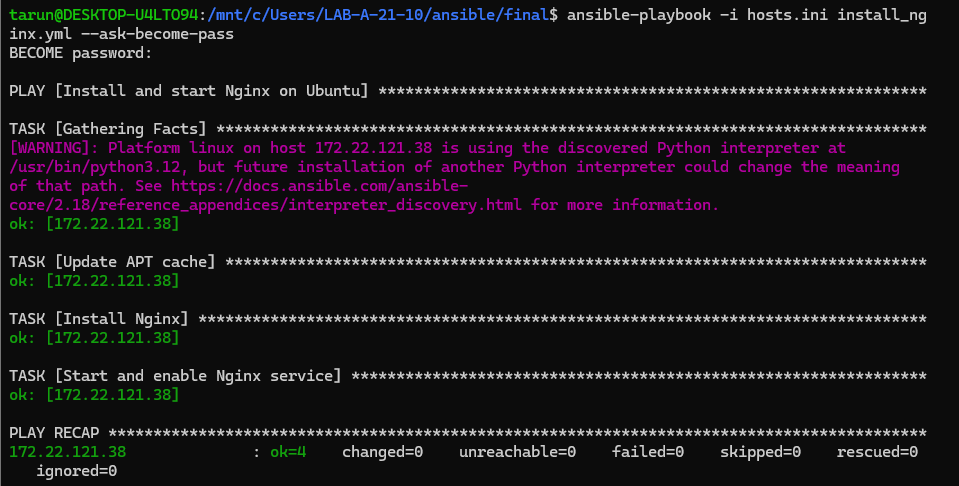 tarun@DESKTOP-U4LTO94:/mnt/c/Users/LAB-A-21-10/ansible/final$ ansible-playbook -i hosts.ini install_ng
inx.yml --ask-become-pass
BECOME password:
PLAY [Install and start Nginx on Ubuntu] *************************************************************
TASK [Gathering Facts] *******************************************************************************
[WARNING]: Platform linux on host 172.22.121.38 is using the discovered Python interpreter at
/usr/bin/python3.12, but future installation of another Python interpreter could change the meaning
of that path. See https://docs.ansible.com/ansible-
core/2.18/reference_appendices/interpreter_discovery.html for more information.
ok: [172.22.121.38]
TASK [Update APT cache] ******************************************************************************
ok: [172.22.121.38]
TASK [Install Nginx] *********************************************************************************
ok: [172.22.121.38]
TASK [Start and enable Nginx service] ****************************************************************
ok: [172.22.121.38]
PLAY RECAP *******************************************************************************************
172.22.121.38              : ok=4    changed=0    unreachable=0    failed=0    skipped=0    rescued=0
   ignored=0